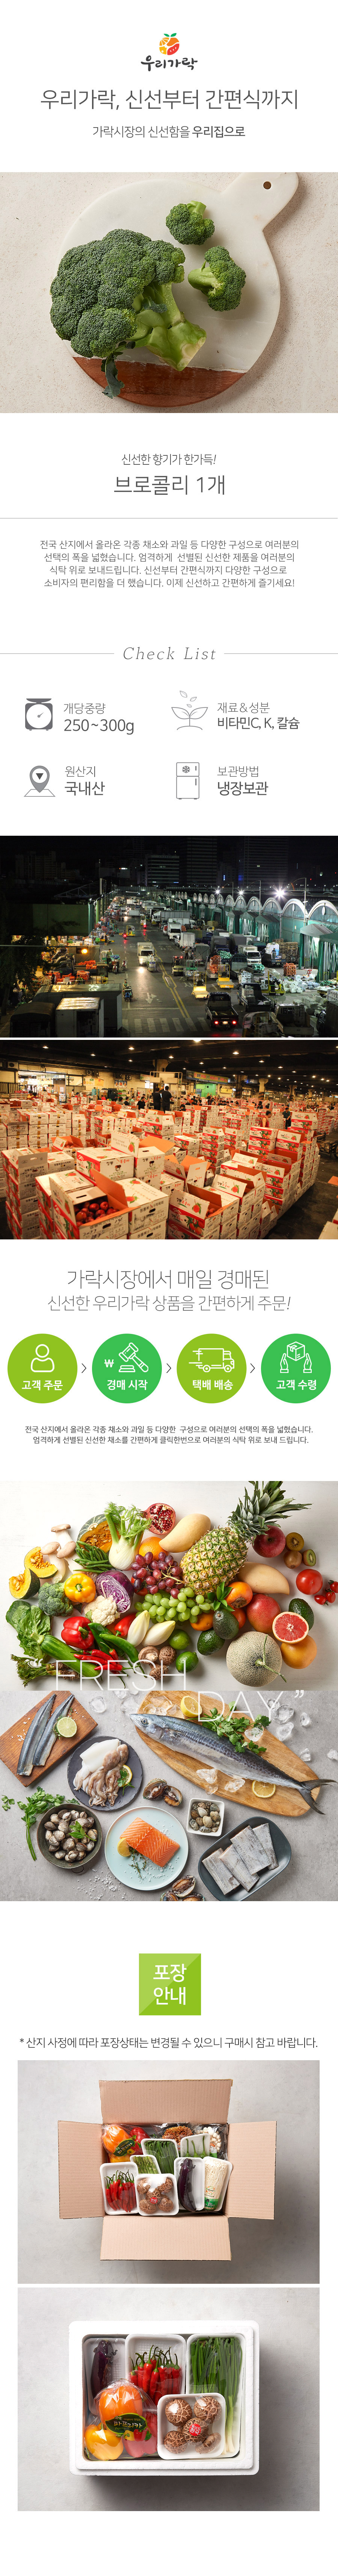 우리가락
우리가락, 신선부터 간편식까지
가락시장의 신선함을 우리집으로
신선한 향기가 한가득!
브로콜리 1개
전국 산지에서 올라온 각종 채소와 과일 등 다양한 구성으로 여러분의
선택의 폭을 넓혔습니다. 엄격하게 선별된 신선한 제품을 여러분의
식탁 위로 보내드립니다. 신선부터 간편식까지 다양한 구성으로
소비자의 편리함을 더 했습니다. 이제 신선하고 간편하게 즐기세요!
Check List
개당중량
250~300g
재료&성분
비타민C, K, 칼슘
원산지
국내산
보관방법
냉장보관
가락시장에서 매일 경매된
신선한 우리가락 상품을 간편하게 주문!
고객 주문
₩
경매 시작
택배 배송
고객 수령
전국 산지에서 올라온 각종 채소와 과일 등 다양한 구성으로 여러분의 선택의 폭을 넓혔습니다.
엄격하게 선별된 신선한 채소를 간편하게 클릭한번으로 여러분의 식탁 위로 보내 드립니다.
“ FRESH
DAY ”
포장
안내
* 산지 사정에 따라 포장상태는 변경될 수 있으니 구매시 참고 바랍니다.
파프리카